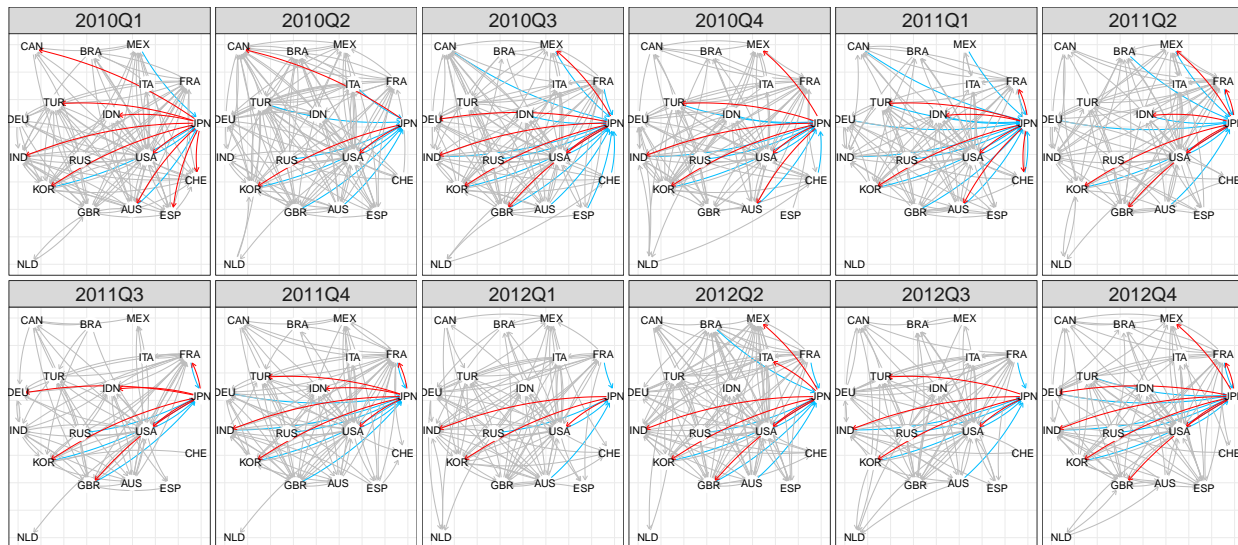 2010Q1 2010Q2 2010Q3 2010Q4 2011Q1 2011Q2
CAN BRA MEX ITA FRA TUR DEU IDN JPN IND RUS USA KOR CHE GBR AUS ESP NLD
CAN BRA MEX ITA FRA TUR DEU IDN JPN IND RUS USA KOR CHE GBR AUS ESP NLD
CAN BRA MEX ITA FRA TUR DEU IDN JPN IND RUS USA KOR CHE GBR AUS ESP NLD
CAN BRA MEX ITA FRA TUR DEU IDN JPN IND RUS USA KOR CHE GBR AUS ESP NLD
CAN BRA MEX ITA FRA TUR DEU IDN JPN IND RUS USA KOR CHE GBR AUS ESP NLD
CAN BRA MEX ITA FRA TUR DEU IDN JPN IND RUS USA KOR CHE GBR AUS ESP NLD
2011Q3 2011Q4 2012Q1 2012Q2 2012Q3 2012Q4
CAN BRA MEX ITA FRA TUR DEU IDN JPN IND RUS USA KOR CHE GBR AUS ESP NLD
CAN BRA MEX ITA FRA TUR DEU IDN JPN IND RUS USA KOR CHE GBR AUS ESP NLD
CAN BRA MEX ITA FRA TUR DEU IDN JPN IND RUS USA KOR CHE GBR AUS ESP NLD
CAN BRA MEX ITA FRA TUR DEU IDN JPN IND RUS USA KOR CHE GBR AUS ESP NLD
CAN BRA MEX ITA FRA TUR DEU IDN JPN IND RUS USA KOR CHE GBR AUS ESP NLD
CAN BRA MEX ITA FRA TUR DEU IDN JPN IND RUS USA KOR CHE GBR AUS ESP NLD